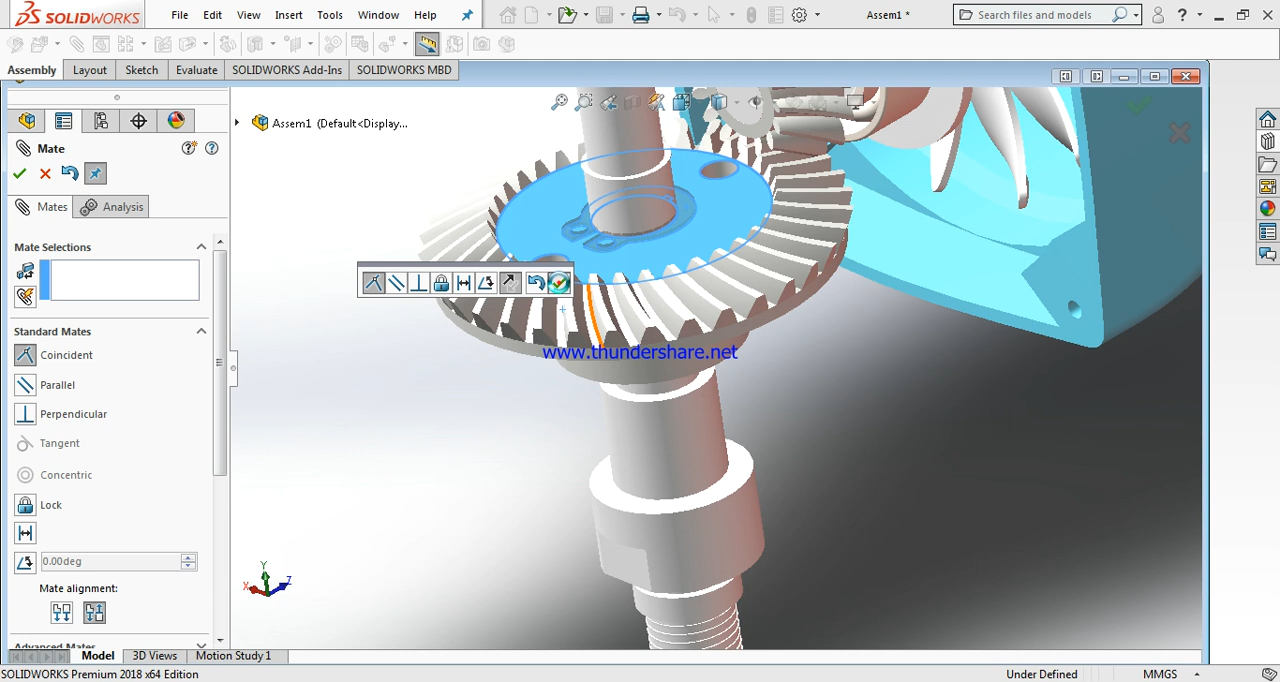 SOLIDWORKS File Edit View Insert Tools Window Help Assem1 * Search files and models ?
Assembly Layout Sketch Evaluate SOLIDWORKS Add-Ins SOLIDWORKS MBD
Assem1 (Default<Display...
Mate
Mates Analysis
Mate Selections
Standard Mates
Coincident
Parallel
Perpendicular
Tangent
Concentric
Lock
0.00deg
Mate alignment:
Advanced Mates
www.thundershare.net
Y
X Z
Model 3D Views Motion Study 1
SOLIDWORKS Premium 2018 x64 Edition Under Defined MMGS